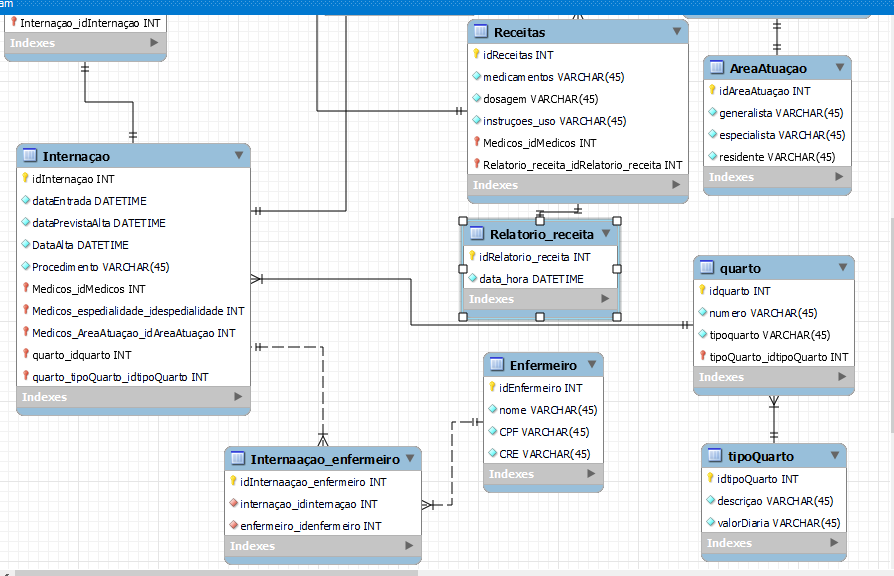 am
Internaçao_idInternaçao INT
Indexes
Internaçao
idInternaçao INT
dataEntrada DATETIME
dataPrevistaAlta DATETIME
DataAlta DATETIME
Procedimento VARCHAR(45)
Medicos_idMedicos INT
Medicos_espedialidade_idespedialidade INT
Medicos_AreaAtuaçao_idAreaAtuaçao INT
quarto_idquarto INT
quarto_tipoQuarto_idtipoQuarto INT
Indexes
Receitas
idReceitas INT
medicamentos VARCHAR(45)
dosagem VARCHAR(45)
instruçoes_uso VARCHAR(45)
Medicos_idMedicos INT
Relatorio_receita_idRelatorio_receita INT
Indexes
AreaAtuaçao
idAreaAtuaçao INT
generalista VARCHAR(45)
especialista VARCHAR(45)
residente VARCHAR(45)
Indexes
Relatorio_receita
idRelatorio_receita INT
data_hora DATETIME
Indexes
quarto
idquarto INT
numero VARCHAR(45)
tipoquarto VARCHAR(45)
tipoQuarto_idtipoQuarto INT
Indexes
Enfermeiro
idEnfermeiro INT
nome VARCHAR(45)
CPF VARCHAR(45)
CRE VARCHAR(45)
Indexes
Internaaçao_enfermeiro
idInternaaçao_enfermeiro INT
internaçao_idinternaçao INT
enfermeiro_idenfermeiro INT
Indexes
tipoQuarto
idtipoQuarto INT
descriçao VARCHAR(45)
valorDiaria VARCHAR(45)
Indexes